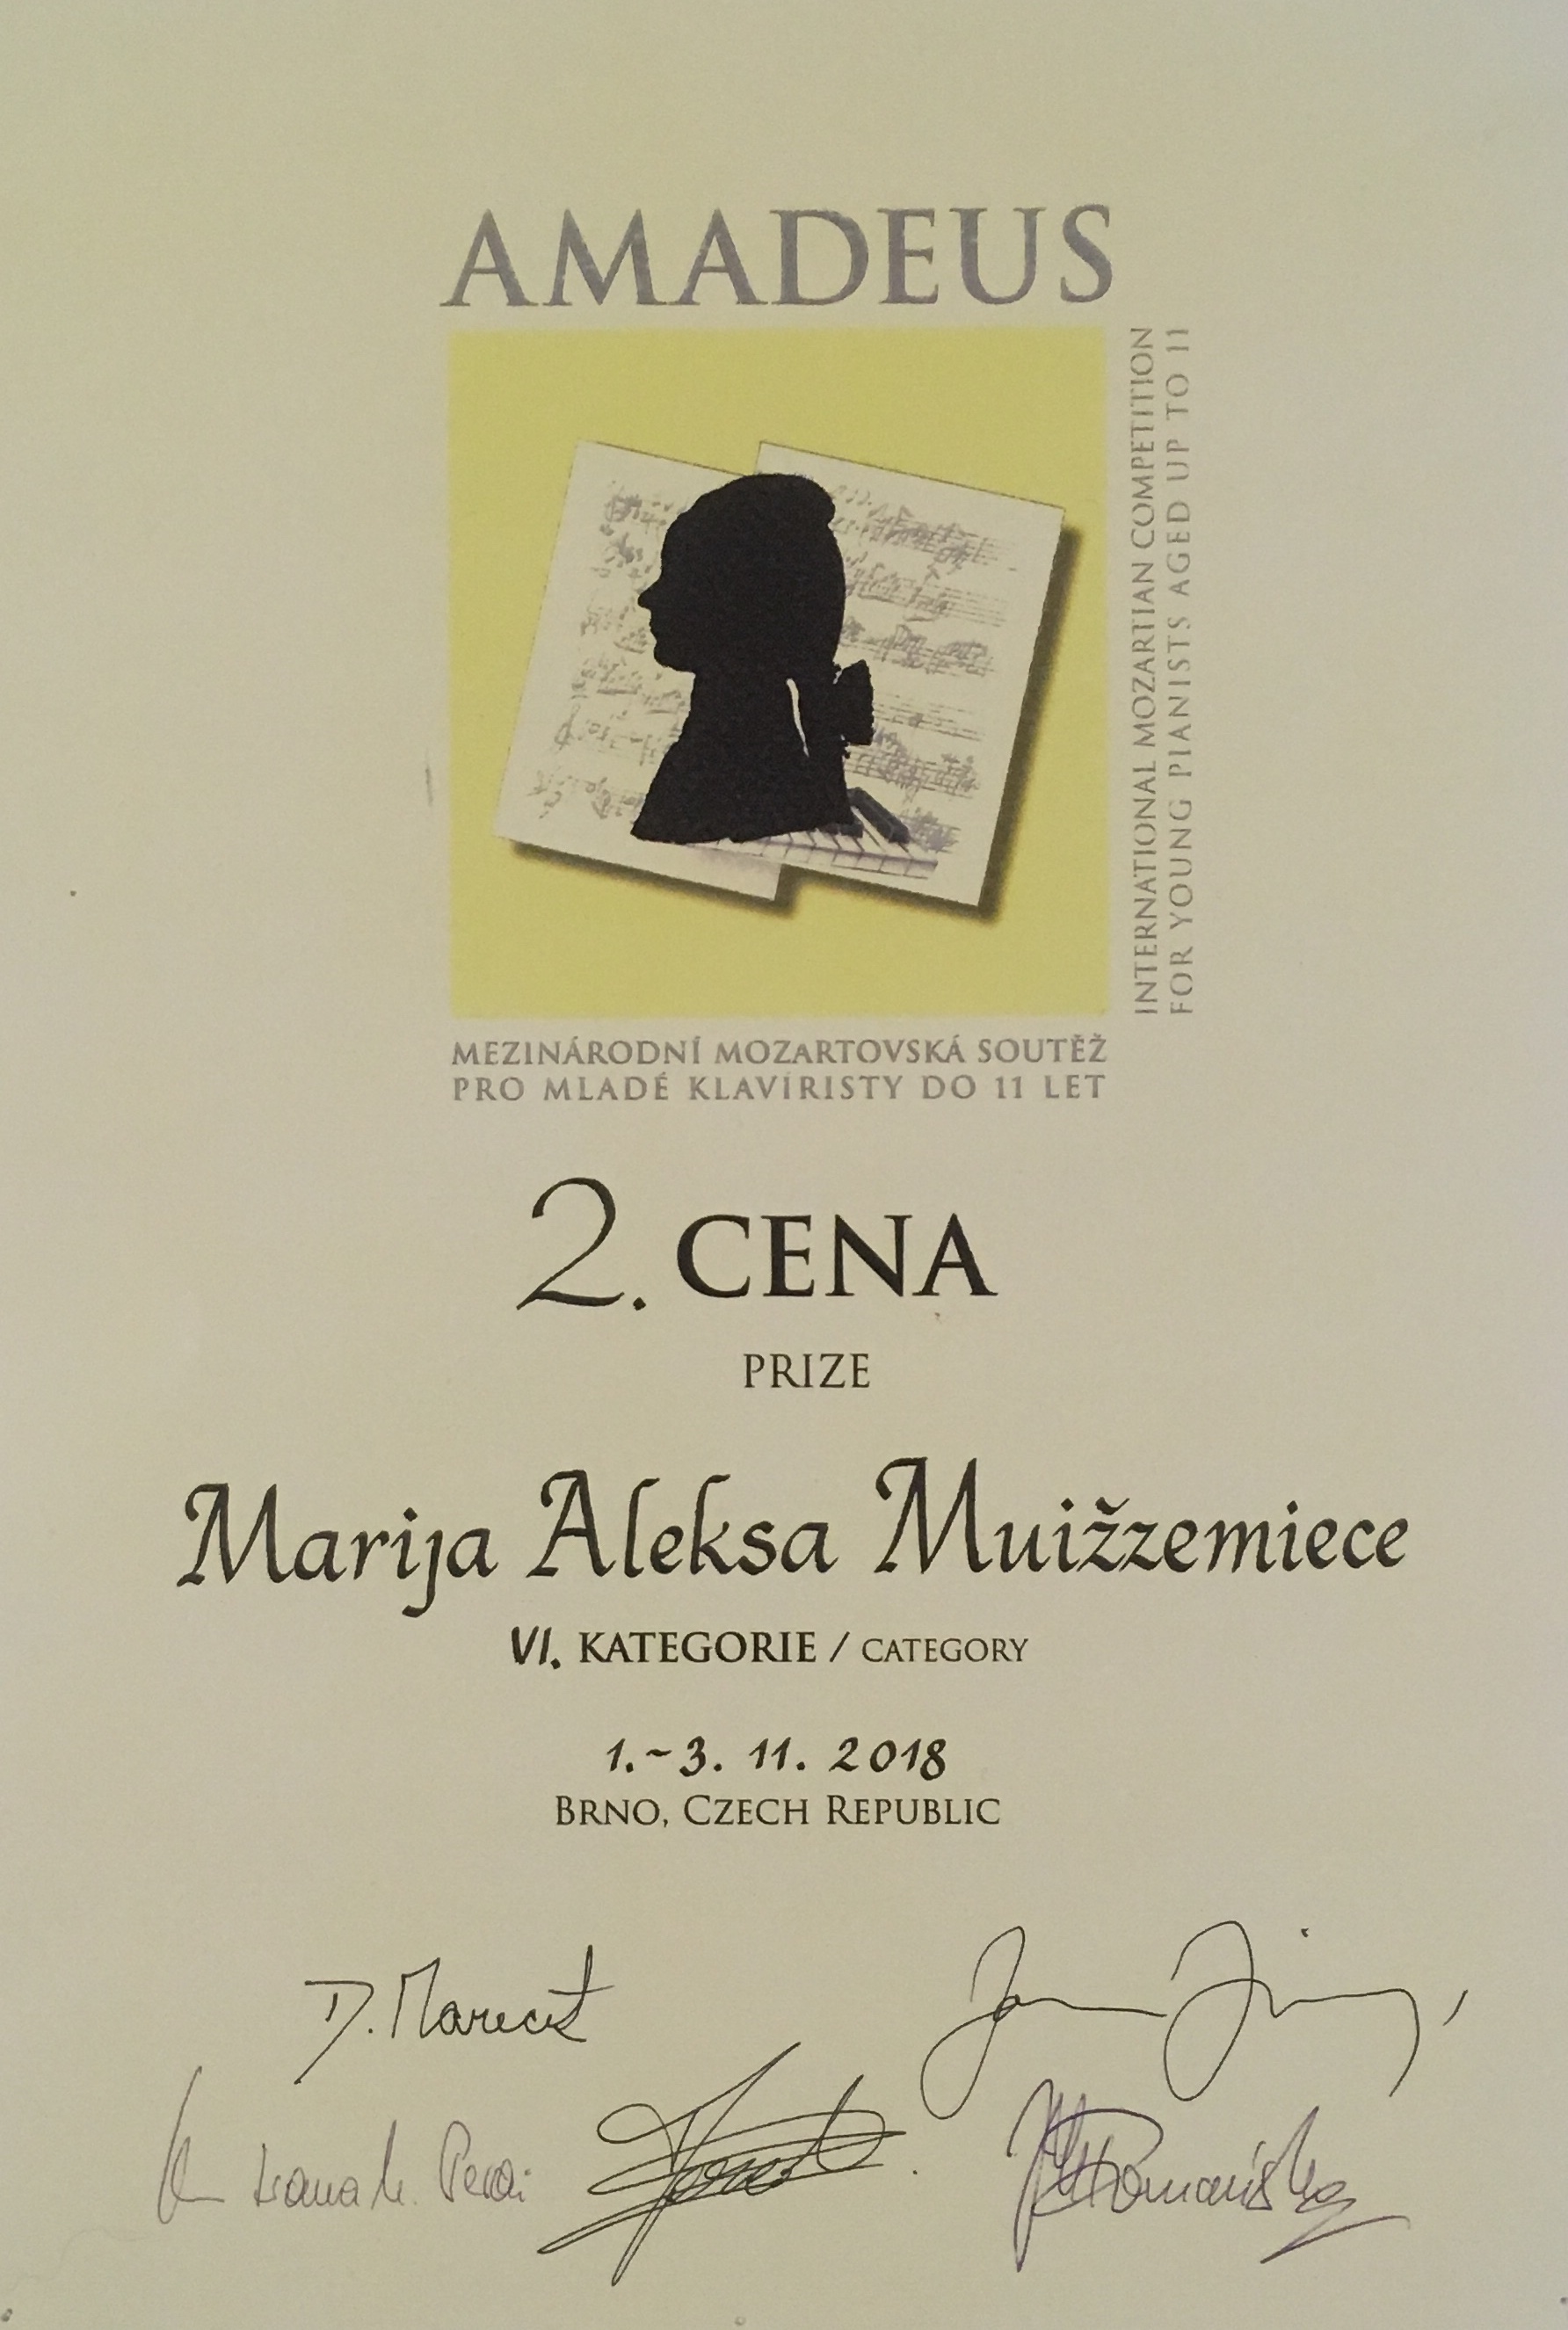 AMADEUS
INTERNATIONAL MOZARTIAN COMPETITION
FOR YOUNG PIANISTS AGED UP TO 11
MEZINÁRODNÍ MOZARTOVSKÁ SOUTĚŽ
PRO MLADÉ KLAVÍRISTY DO 11 LET
2. CENA
PRIZE
Marija Aleksa Muižzemiece
VI. KATEGORIE / CATEGORY
1.~3. 11. 2018
BRNO, CZECH REPUBLIC